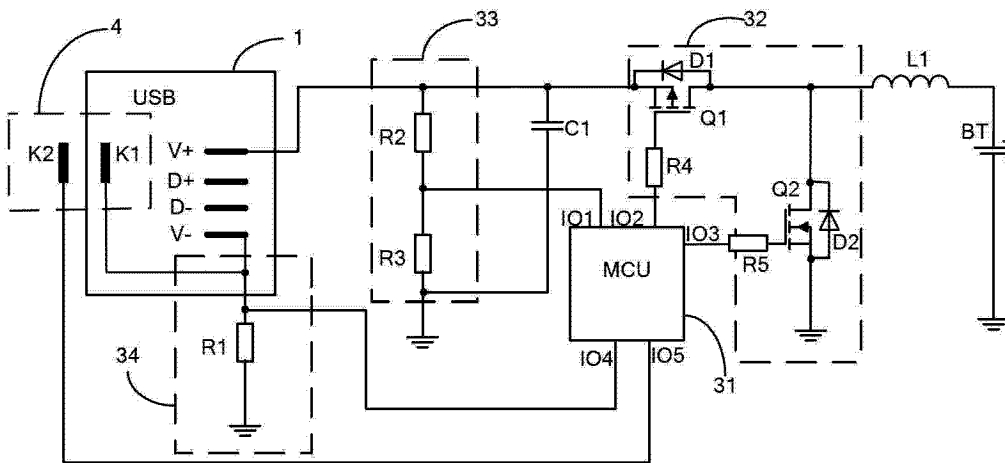 4
1
33
32
USB
D1
L1
Q1
C1
K2
K1
V+
D+
D-
V-
R2
R4
BT
+
Q2
IO1
IO2
IO3
R3
MCU
R5
D2
R1
34
IO4
IO5
31